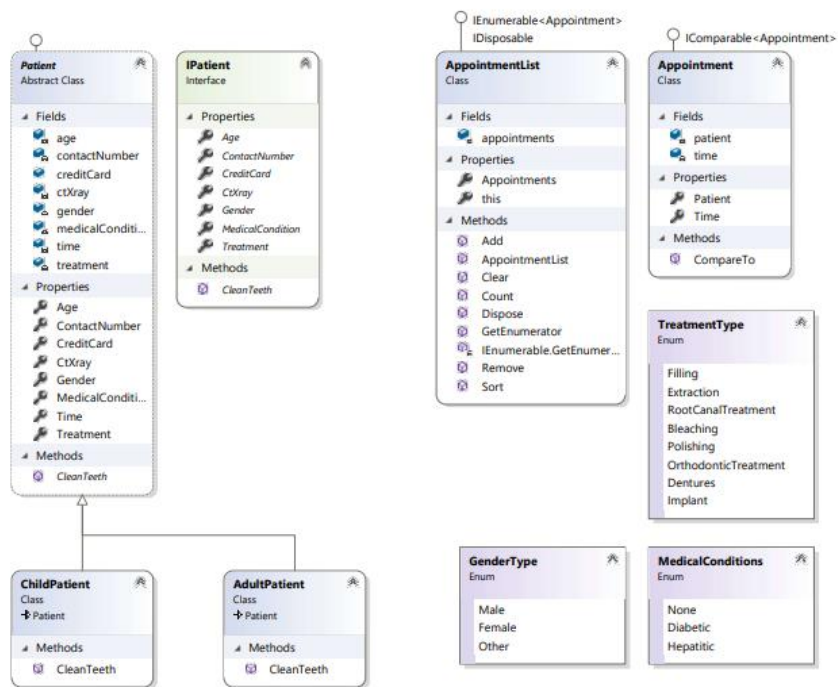 Patient
Abstract Class
Fields
age
contactNumber
creditCard
ctXray
gender
medicalConditi...
time
treatment
Properties
Age
ContactNumber
CreditCard
CtXray
Gender
MedicalConditi...
Time
Treatment
Methods
CleanTeeth
IPatient
Interface
Properties
Age
ContactNumber
CreditCard
CtXray
Gender
MedicalCondition
Treatment
Methods
CleanTeeth
ChildPatient
Class
Patient
Methods
CleanTeeth
AdultPatient
Class
Patient
Methods
CleanTeeth
IEnumerable<Appointment>
IDisposable
AppointmentList
Class
Fields
appointments
Properties
Appointments
this
Methods
Add
AppointmentList
Clear
Count
Dispose
GetEnumerator
IEnumerable.GetEnumer...
Remove
Sort
IComparable<Appointment>
Appointment
Class
Fields
patient
time
Properties
Patient
Time
Methods
CompareTo
TreatmentType
Enum
Filling
Extraction
RootCanalTreatment
Bleaching
Polishing
OrthodonticTreatment
Dentures
Implant
GenderType
Enum
Male
Female
Other
MedicalConditions
Enum
None
Diabetic
Hepatitic